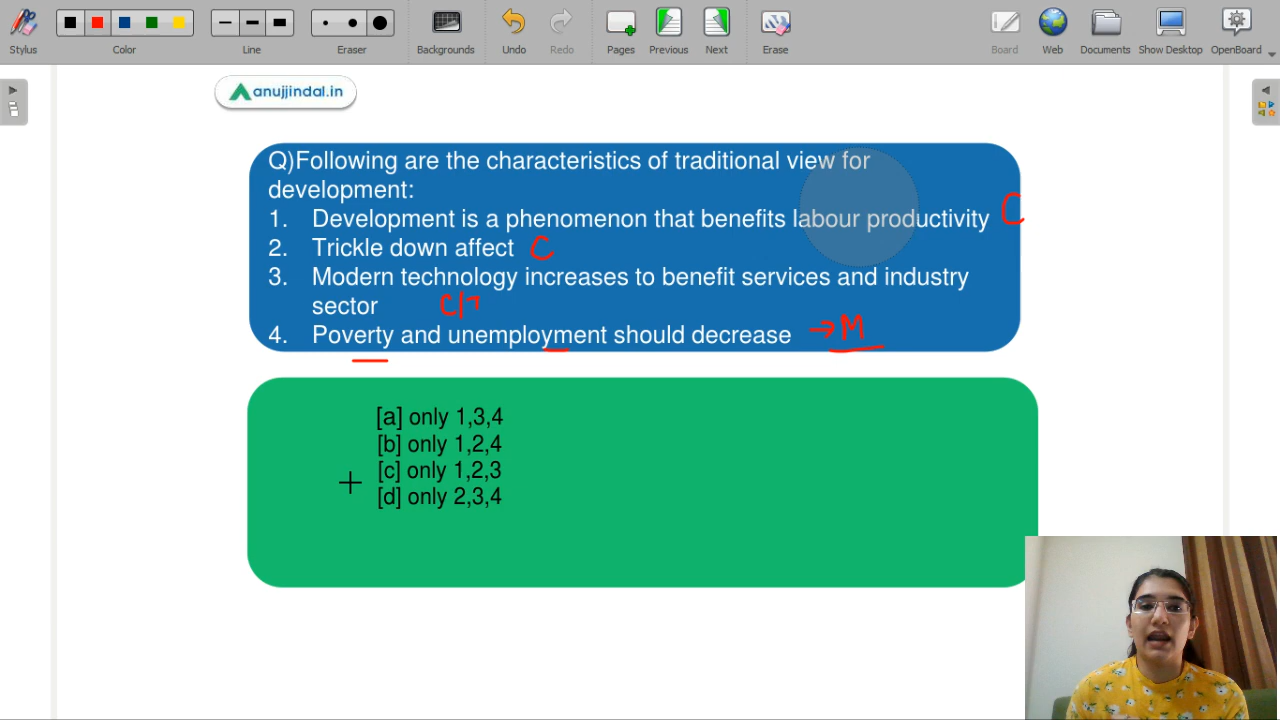 Stylus
Color
Line
Eraser
Backgrounds
Undo
Redo
Pages
Previous
Next
Erase
Board
Web
Documents
Show Desktop
OpenBoard
anujjindal.in
Q)Following are the characteristics of traditional view for
development:
1. Development is a phenomenon that benefits labour productivity C
2. Trickle down affect C
3. Modern technology increases to benefit services and industry
sector
4. Poverty and unemployment should decrease →M
[a] only 1,3,4
[b] only 1,2,4
[c] only 1,2,3
[d] only 2,3,4